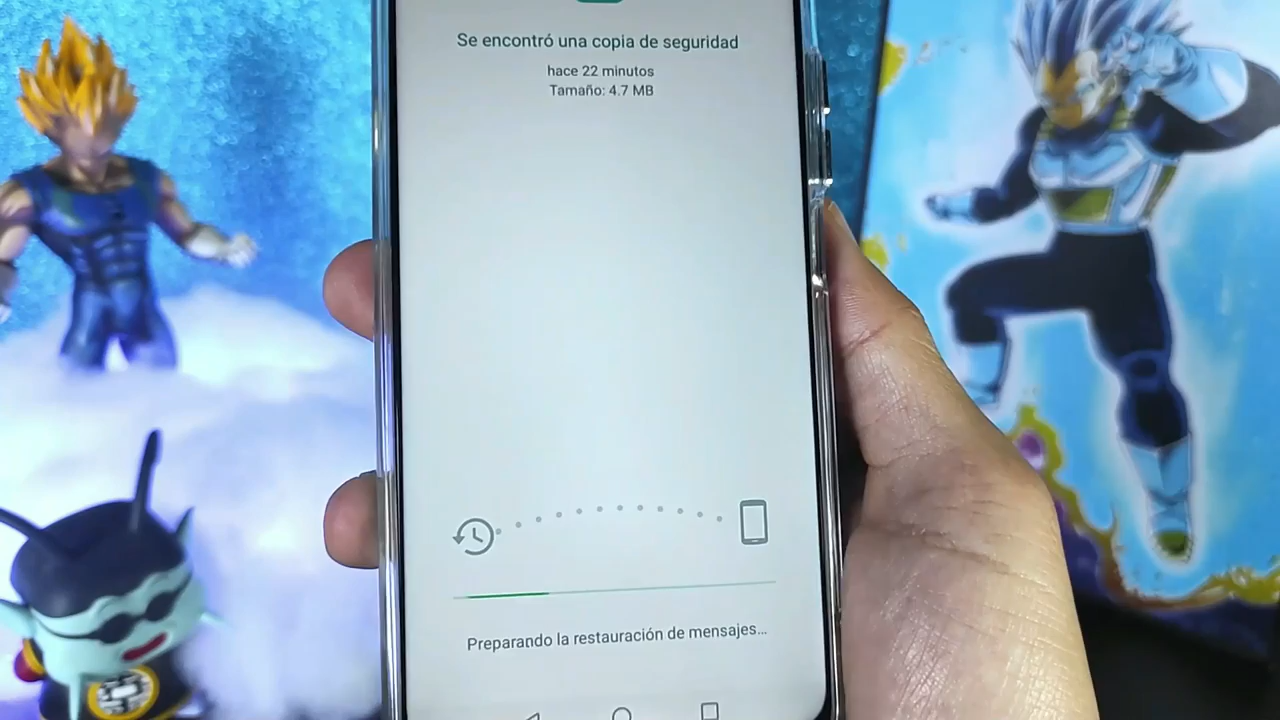 Se encontró una copia de seguridad
hace 22 minutos
Tamaño: 4.7 MB
Preparando la restauración de mensajes...